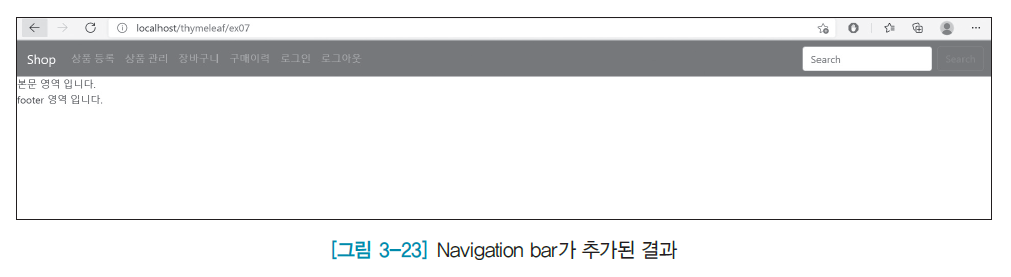 localhost/thymeleaf/ex07
Shop 상품 등록 상품 관리 장바구니 구매이력 로그인 로그아웃 Search Search
본문 영역 입니다.
footer 영역 입니다.
[그림 3-23] Navigation bar가 추가된 결과